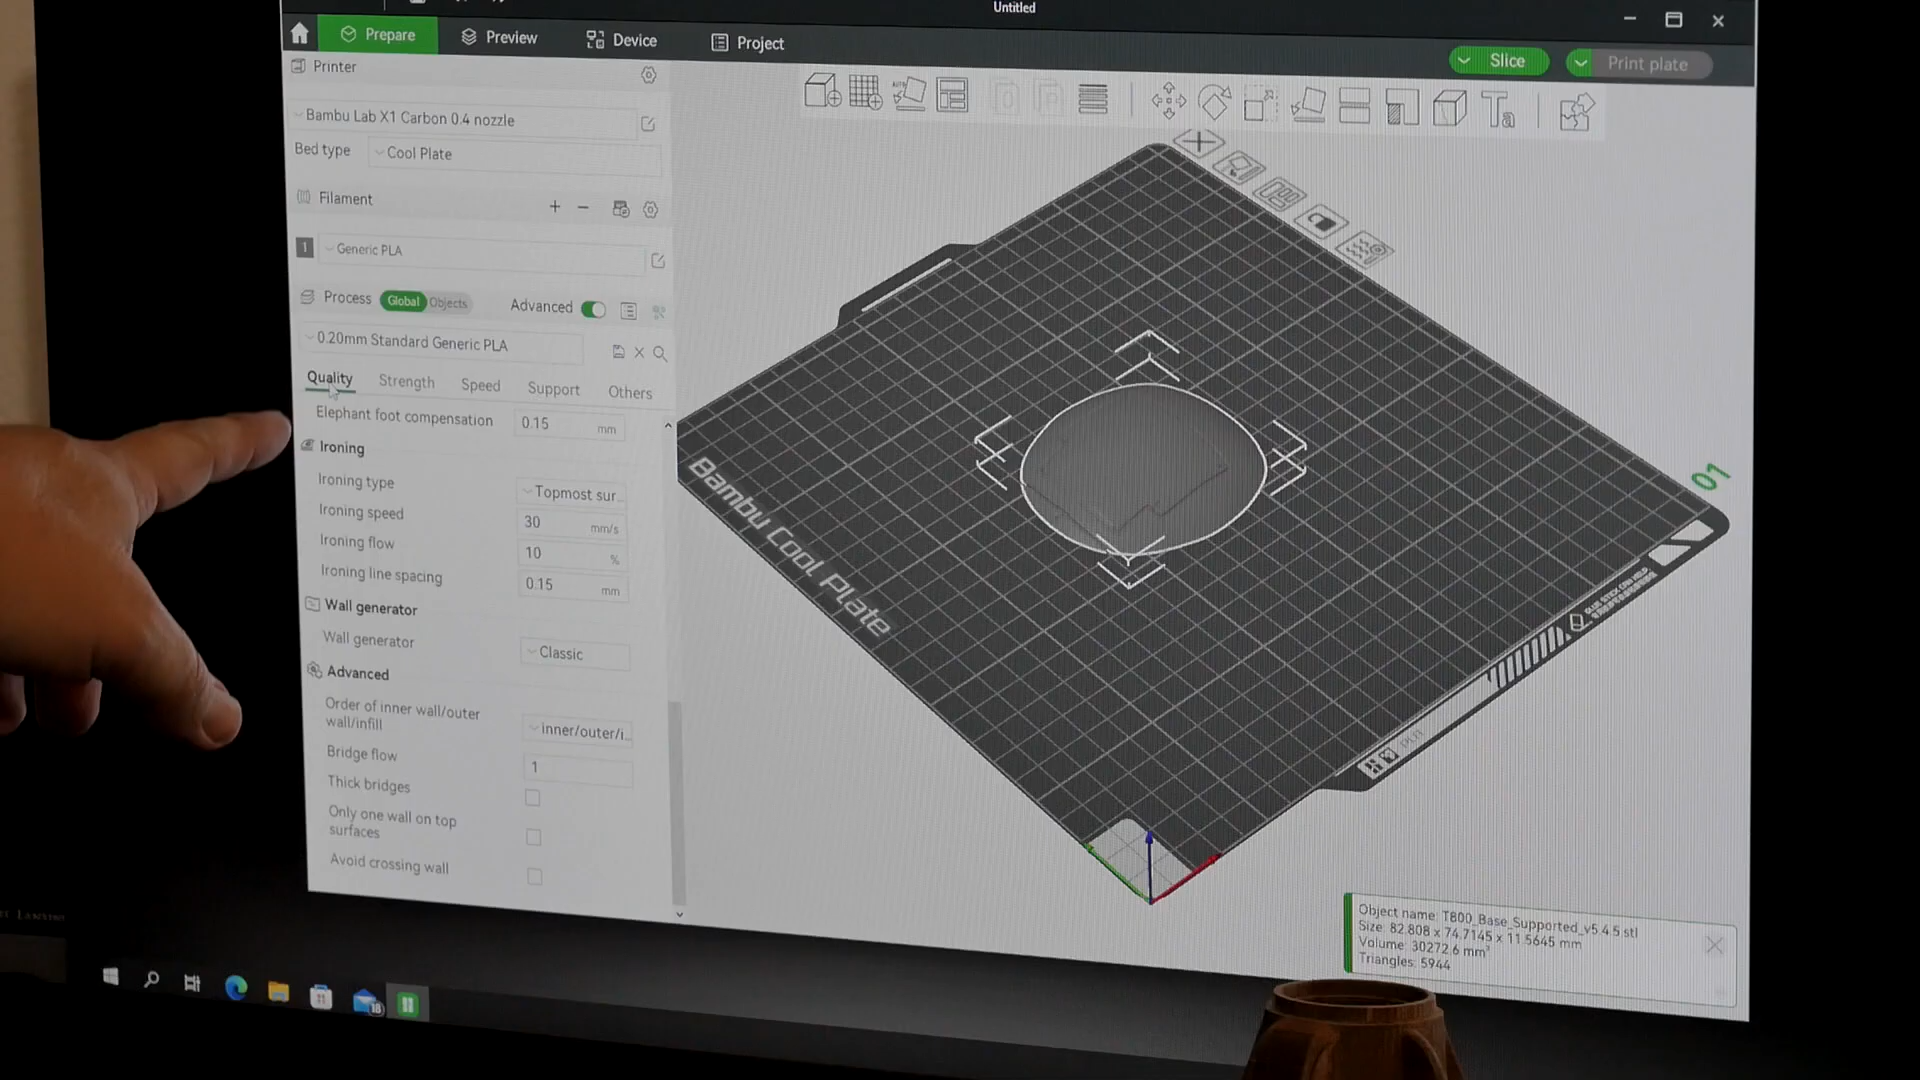 Untitled
Prepare
Preview
Device
Project
Slice
Print plate
Printer
Bambu Lab X1 Carbon 0.4 nozzle
Bed type
Cool Plate
Filament
1
Generic PLA
Process
Global
Objects
Advanced
0.20mm Standard Generic PLA
Quality
Strength
Speed
Support
Others
Elephant foot compensation
0.15
mm
Ironing
Ironing type
Topmost sur...
Ironing speed
30
mm/s
Ironing flow
10
%
Ironing line spacing
0.15
mm
Wall generator
Wall generator
Classic
Advanced
Order of inner wall/outer
wall/infill
inner/outer/i...
Bridge flow
1
Thick bridges
Only one wall on top
surfaces
Avoid crossing wall
Bambu Cool Plate
01
Object name: T800_Base_Supported_v5.4.5.stl
Size: 82.808 x 74.7145 x 11.5645 mm
Volume: 30272.6 mm³
Triangles: 5944
18